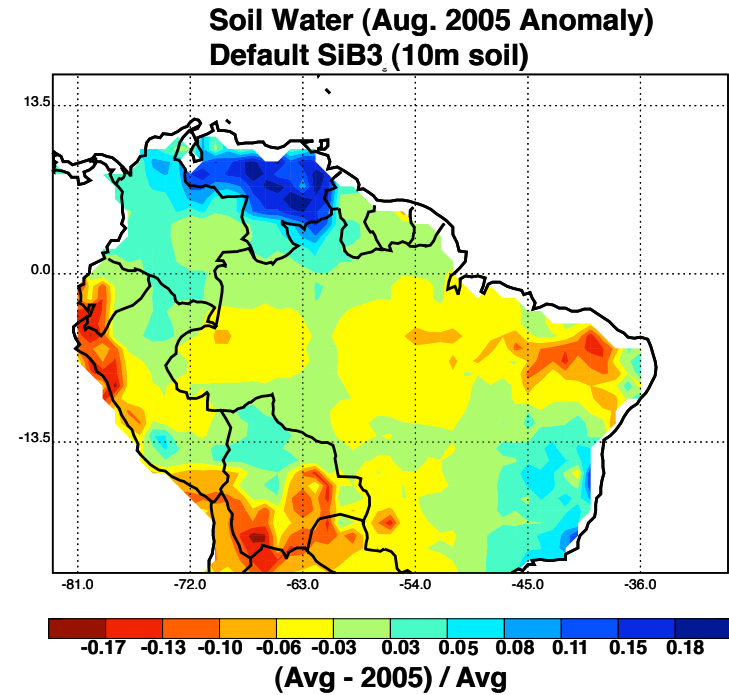 Soil Water (Aug. 2005 Anomaly)
Default SiB3 (10m soil)
13.5
0.0
-13.5
-81.0 -72.0 -63.0 -54.0 -45.0 -36.0
-0.17 -0.13 -0.10 -0.06 -0.03 0.03 0.05 0.08 0.11 0.15 0.18
(Avg - 2005) / Avg